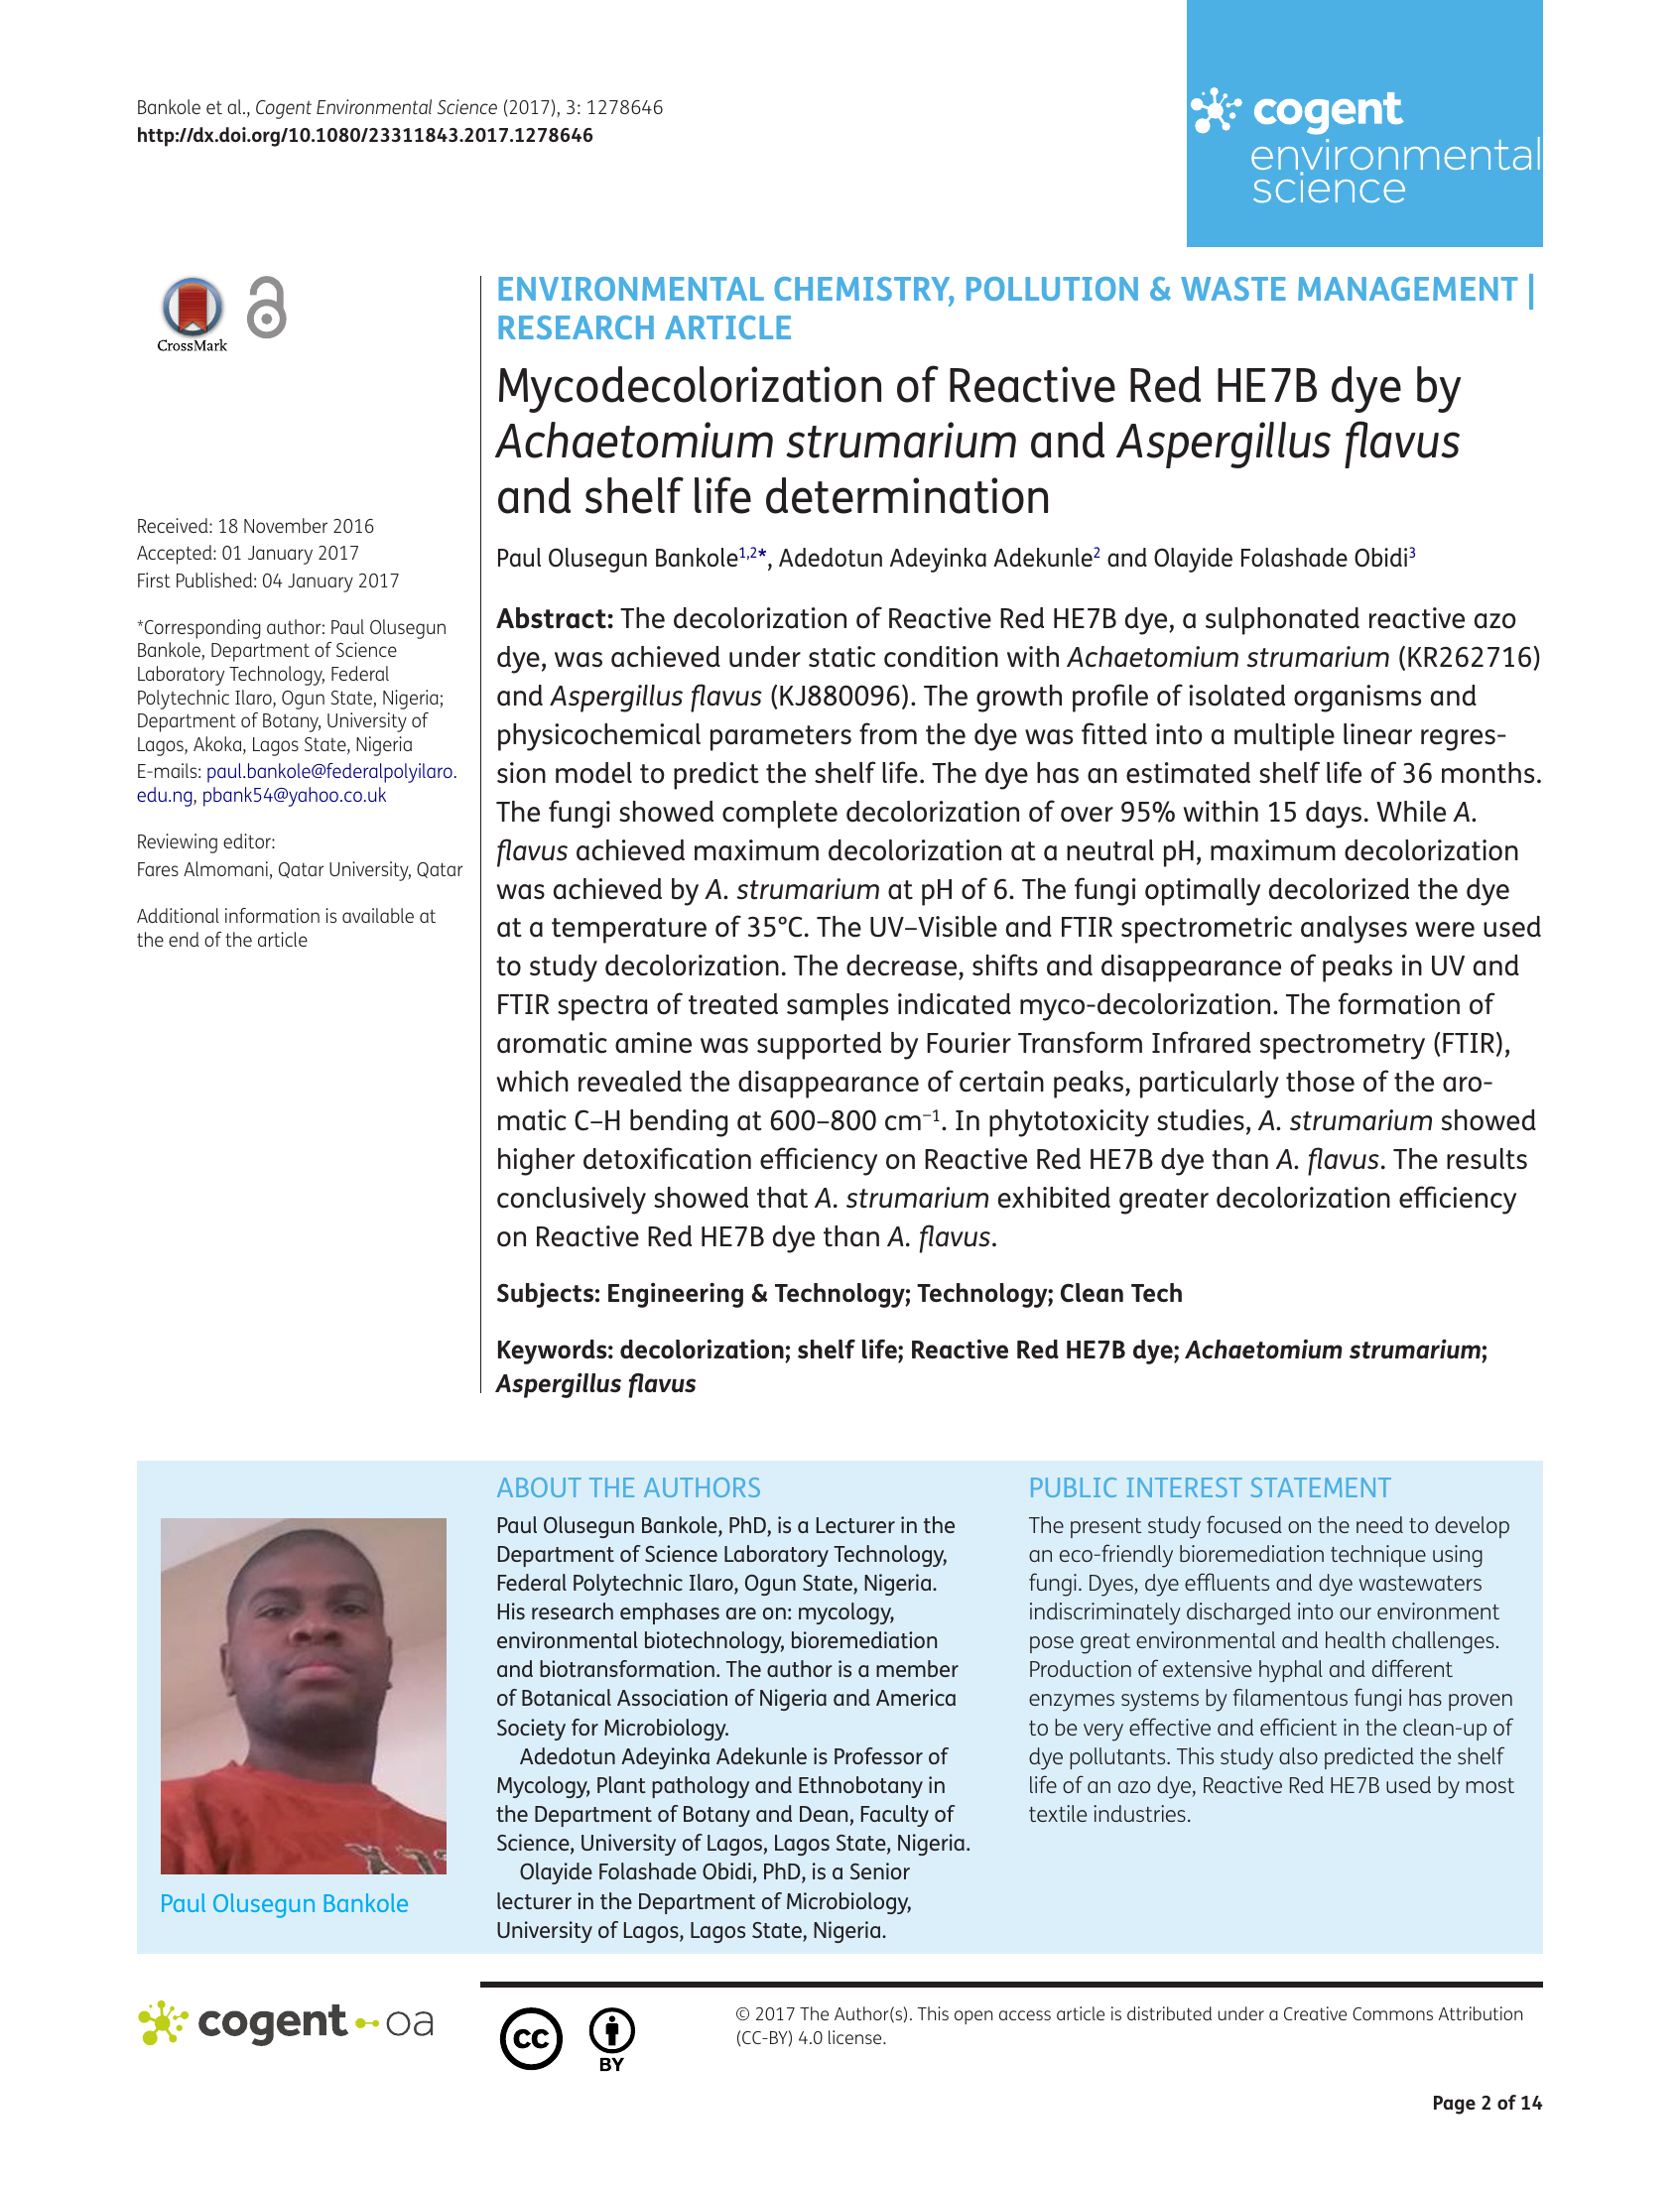 Bankole et al., Cogent Environmental Science (2017), 3: 1278646
http://dx.doi.org/10.1080/23311843.2017.1278646
cogent
environmental
science
CrossMark
Received: 18 November 2016
Accepted: 01 January 2017
First Published: 04 January 2017
*Corresponding author: Paul Olusegun
Bankole, Department of Science
Laboratory Technology, Federal
Polytechnic Ilaro, Ogun State, Nigeria;
Department of Botany, University of
Lagos, Akoka, Lagos State, Nigeria
E-mails: paul.bankole@federalpolyilaro.
edu.ng, pbank54@yahoo.co.uk
Reviewing editor:
Fares Almomani, Qatar University, Qatar
Additional information is available at
the end of the article
ENVIRONMENTAL CHEMISTRY, POLLUTION & WASTE MANAGEMENT |
RESEARCH ARTICLE
Mycodecolorization of Reactive Red HE7B dye by
Achaetomium strumarium and Aspergillus flavus
and shelf life determination
Paul Olusegun Bankole1,2*, Adedotun Adeyinka Adekunle2 and Olayide Folashade Obidi3
Abstract: The decolorization of Reactive Red HE7B dye, a sulphonated reactive azo
dye, was achieved under static condition with Achaetomium strumarium (KR262716)
and Aspergillus flavus (KJ880096). The growth profile of isolated organisms and
physicochemical parameters from the dye was fitted into a multiple linear regres-
sion model to predict the shelf life. The dye has an estimated shelf life of 36 months.
The fungi showed complete decolorization of over 95% within 15 days. While A.
flavus achieved maximum decolorization at a neutral pH, maximum decolorization
was achieved by A. strumarium at pH of 6. The fungi optimally decolorized the dye
at a temperature of 35°C. The UV–Visible and FTIR spectrometric analyses were used
to study decolorization. The decrease, shifts and disappearance of peaks in UV and
FTIR spectra of treated samples indicated myco-decolorization. The formation of
aromatic amine was supported by Fourier Transform Infrared spectrometry (FTIR),
which revealed the disappearance of certain peaks, particularly those of the aro-
matic C–H bending at 600–800 cm−1. In phytotoxicity studies, A. strumarium showed
higher detoxification efficiency on Reactive Red HE7B dye than A. flavus. The results
conclusively showed that A. strumarium exhibited greater decolorization efficiency
on Reactive Red HE7B dye than A. flavus.
Subjects: Engineering & Technology; Technology; Clean Tech
Keywords: decolorization; shelf life; Reactive Red HE7B dye; Achaetomium strumarium;
Aspergillus flavus
Paul Olusegun Bankole
ABOUT THE AUTHORS
Paul Olusegun Bankole, PhD, is a Lecturer in the
Department of Science Laboratory Technology,
Federal Polytechnic Ilaro, Ogun State, Nigeria.
His research emphases are on: mycology,
environmental biotechnology, bioremediation
and biotransformation. The author is a member
of Botanical Association of Nigeria and America
Society for Microbiology.
Adedotun Adeyinka Adekunle is Professor of
Mycology, Plant pathology and Ethnobotany in
the Department of Botany and Dean, Faculty of
Science, University of Lagos, Lagos State, Nigeria.
Olayide Folashade Obidi, PhD, is a Senior
lecturer in the Department of Microbiology,
University of Lagos, Lagos State, Nigeria.
PUBLIC INTEREST STATEMENT
The present study focused on the need to develop
an eco-friendly bioremediation technique using
fungi. Dyes, dye effluents and dye wastewaters
indiscriminately discharged into our environment
pose great environmental and health challenges.
Production of extensive hyphal and different
enzymes systems by filamentous fungi has proven
to be very effective and efficient in the clean-up of
dye pollutants. This study also predicted the shelf
life of an azo dye, Reactive Red HE7B used by most
textile industries.
cogent oa
cc
BY
© 2017 The Author(s). This open access article is distributed under a Creative Commons Attribution
(CC-BY) 4.0 license.
Page 2 of 14